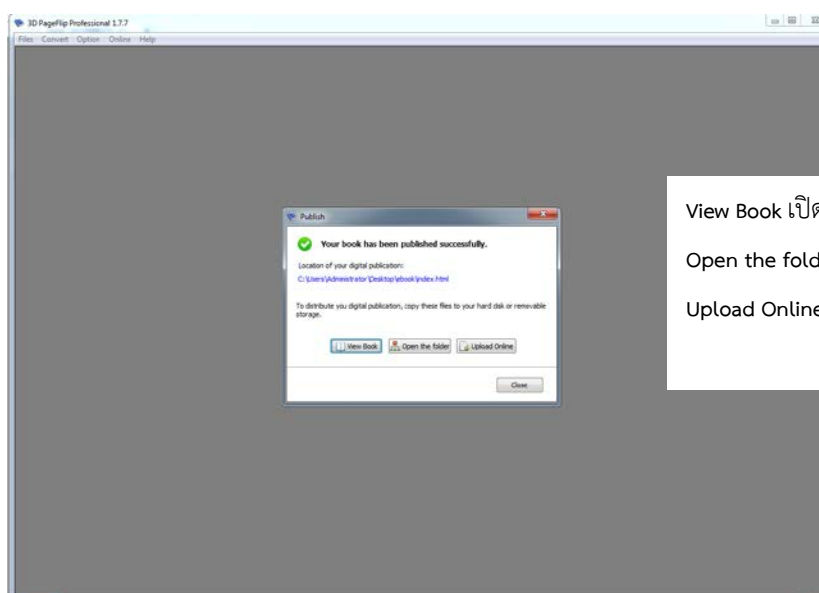 3D PageFlip Professional 1.7.7
Files Convert Option Online Help
Publish
Your book has been published successfully.
Location of your digital publication:
C:\Users\Administrator\Desktop\ebook\index.html
To distribute you digital publication, copy these files to your hard disk or removable
storage.
View Book Open the folder Upload Online
Close
View Book เปิด
Open the fold
Upload Online